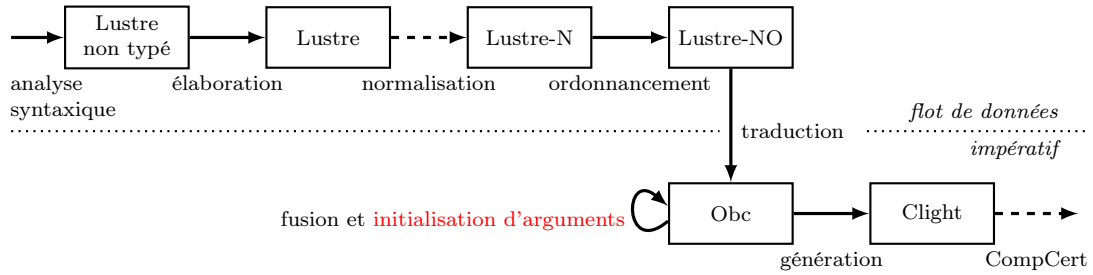 Lustre
non typé
Lustre
Lustre-N
Lustre-NO
analyse
syntaxique
élaboration
normalisation
ordonnancement
flot de données
traduction
impératif
fusion et initialisation d'arguments
Obc
Clight
génération
CompCert